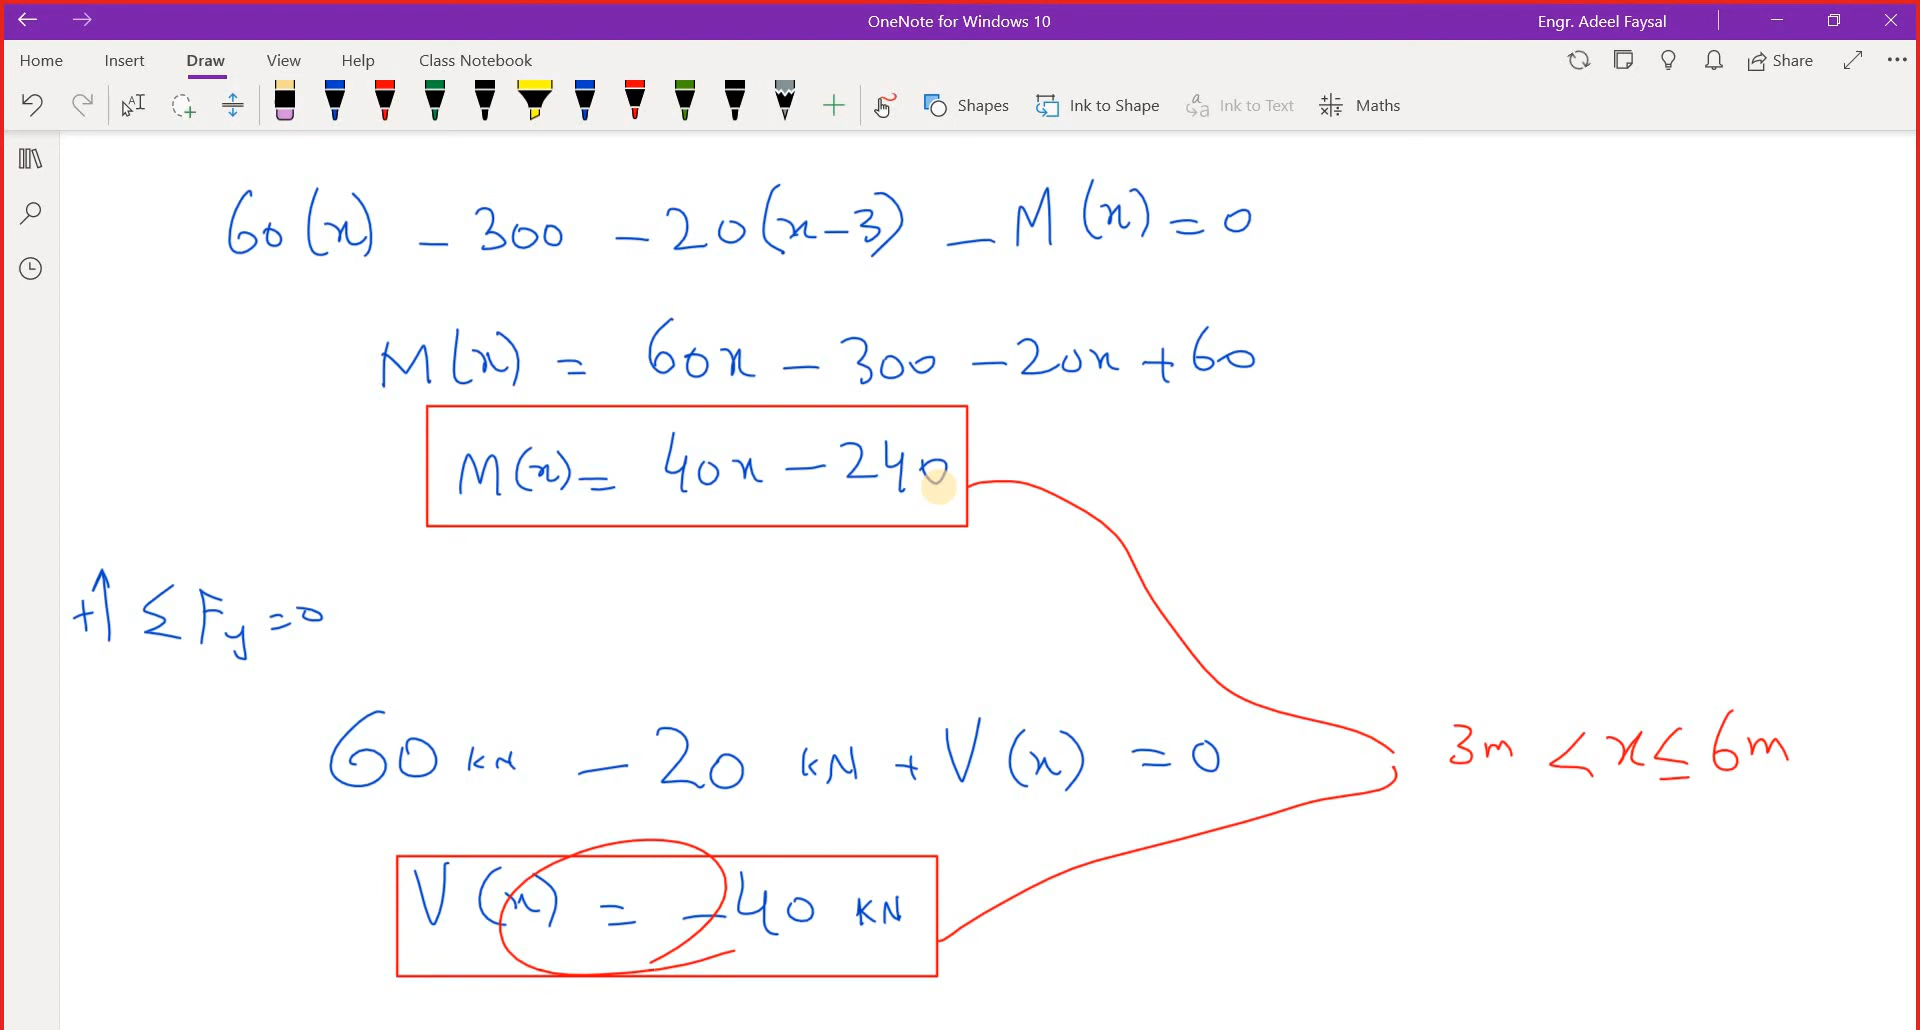 OneNote for Windows 10
Engr. Adeel Faysal
Home Insert Draw View Help Class Notebook Share
Shapes Ink to Shape Ink to Text Maths
60(x) - 300 - 20(x-3) - M(x) = 0
M(x) = 60x - 300 - 20x + 60
M(x) = 40x - 240
+↑ ΣFy=0
60 KN - 20 KN + V(x) = 0
3m < x ≤ 6m
V(x) = -40 KN